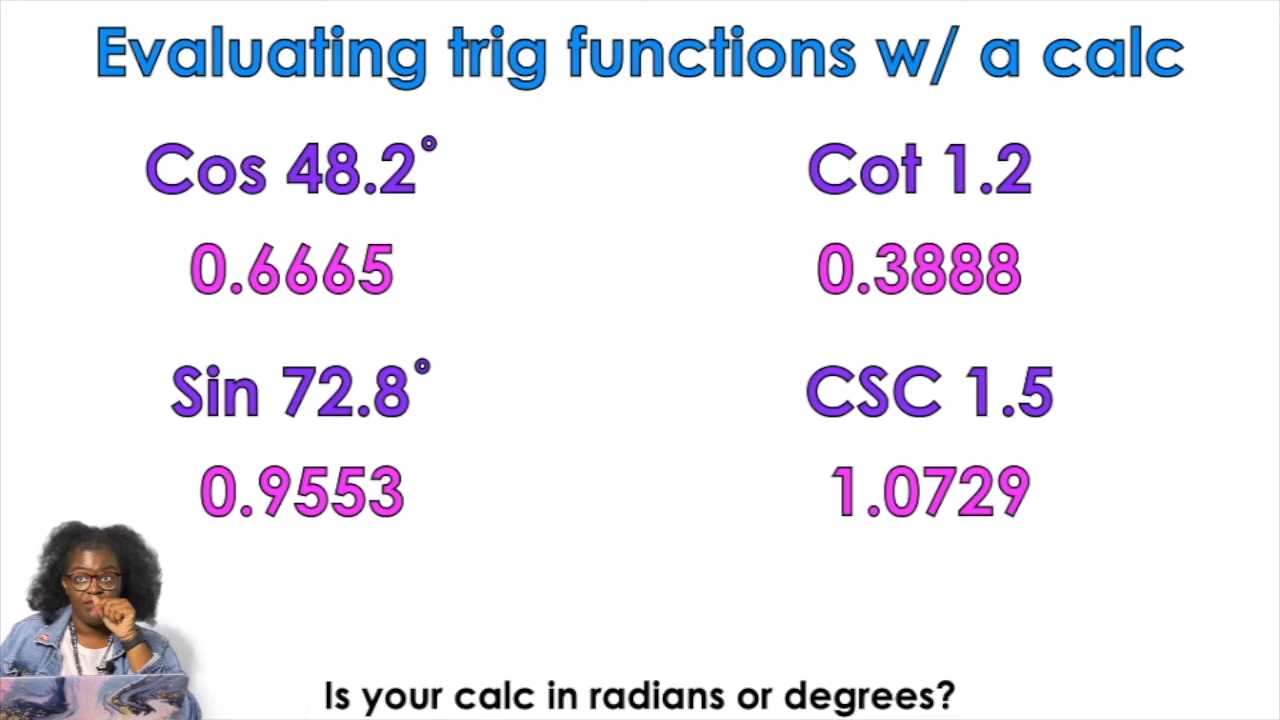 Evaluating trig functions w/ a calc
Cos 48.2°
0.6665
Sin 72.8°
0.9553
Cot 1.2
0.3888
CSC 1.5
1.0729
Is your calc in radians or degrees?